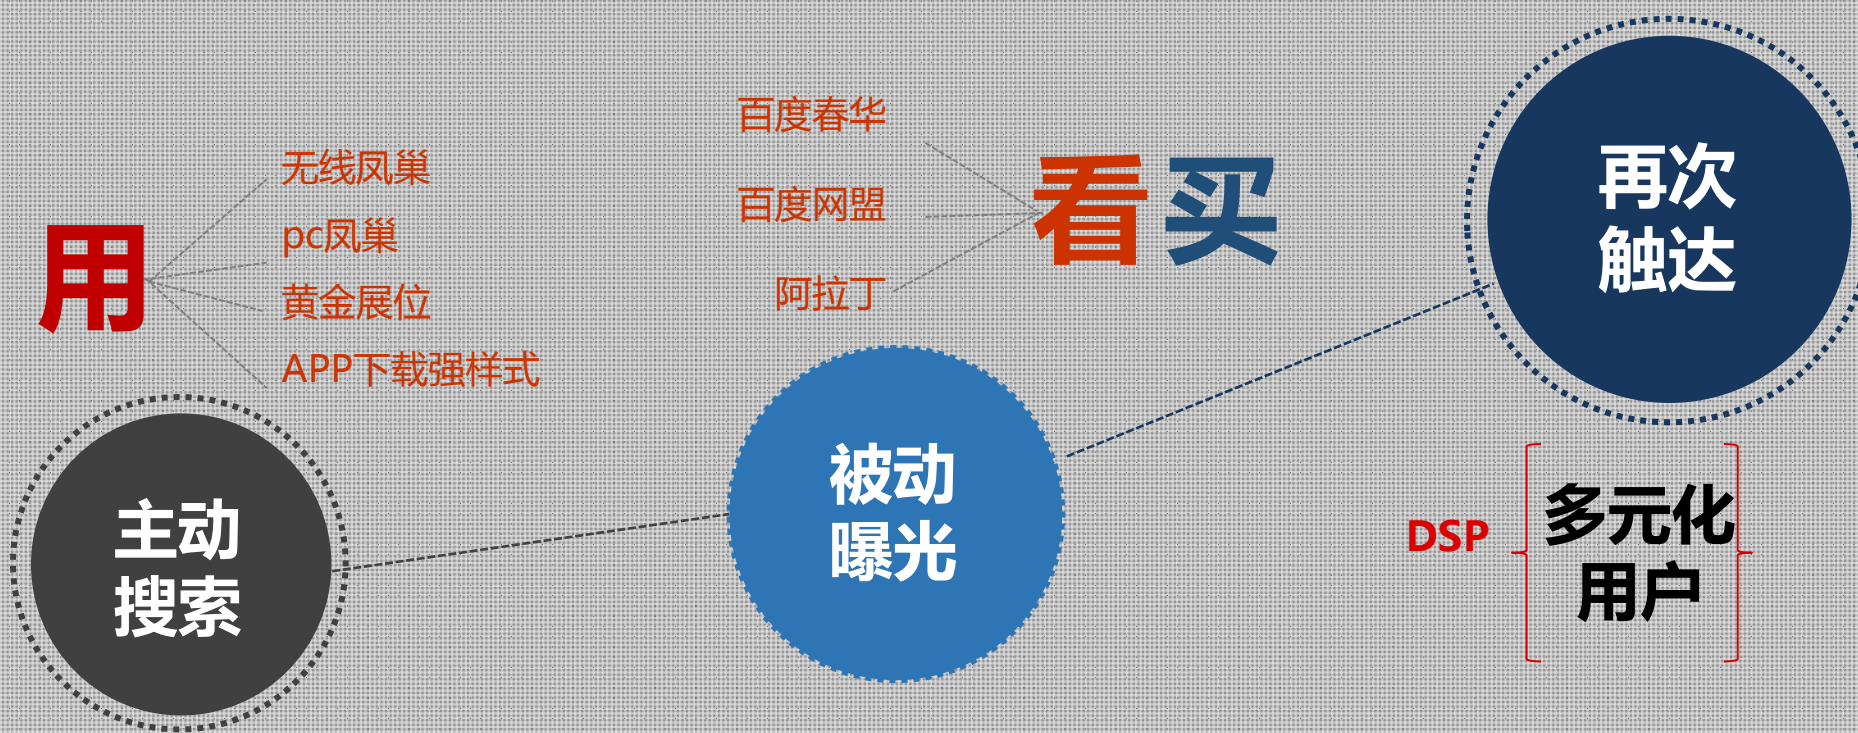 用
无线凤巢
pc凤巢
黄金展位
APP下载强样式
主动
搜索
百度春华
百度网盟
阿拉丁
看
买
被动
曝光
再次
触达
DSP
多元化
用户